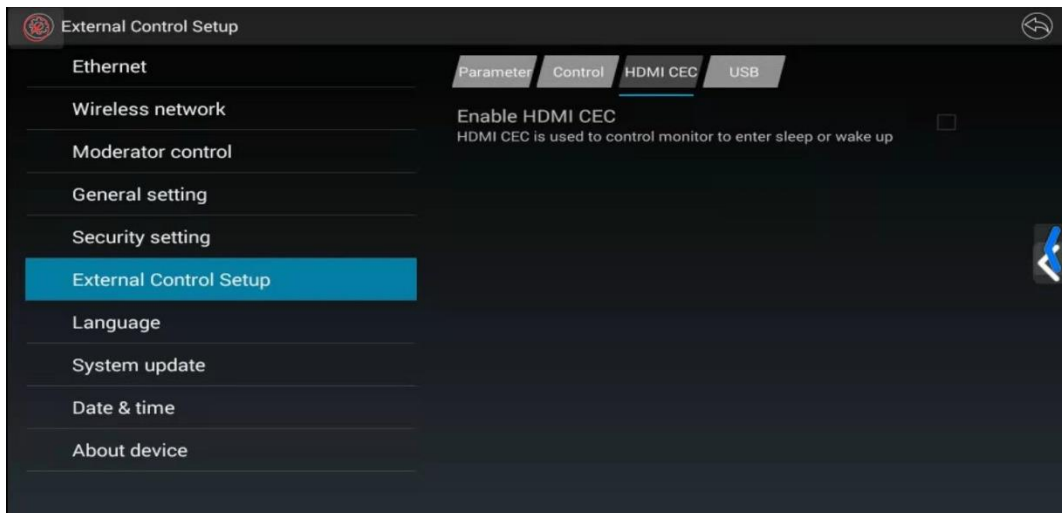 External Control Setup
Ethernet
Wireless network
Moderator control
General setting
Security setting
External Control Setup
Language
System update
Date & time
About device
Parameter Control HDMI CEC USB
Enable HDMI CEC
HDMI CEC is used to control monitor to enter sleep or wake up